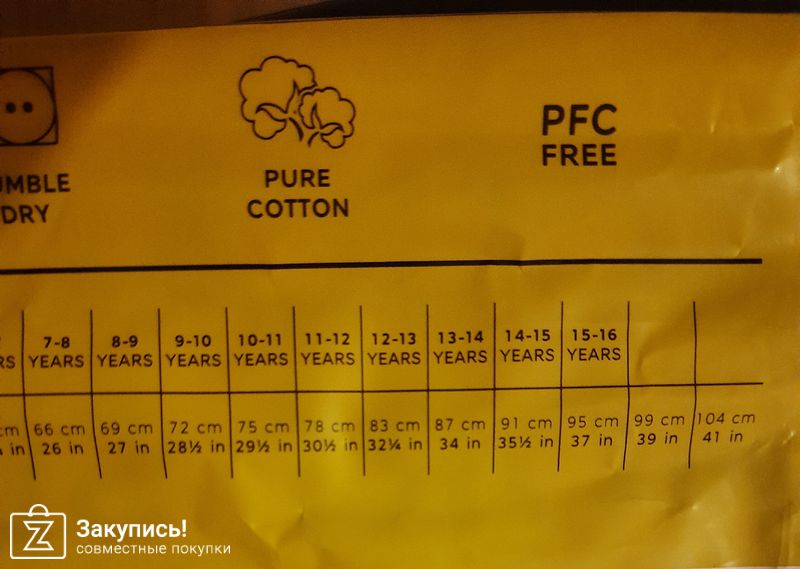 PFC
FREE
PURE
COTTON
DRY
7-8 8-9 9-10 10-11 11-12 12-13 13-14 14-15 15-16
YEARS YEARS YEARS YEARS YEARS YEARS YEARS YEARS YEARS
cm 66 cm 69 cm 72 cm 75 cm 78 cm 83 cm 87 cm 91 cm 95 cm 99 cm 104 cm
in 26 in 27 in 28½ in 29½ in 30½ in 32¼ in 34 in 35½ in 37 in 39 in 41 in
Закупись!
совместные покупки